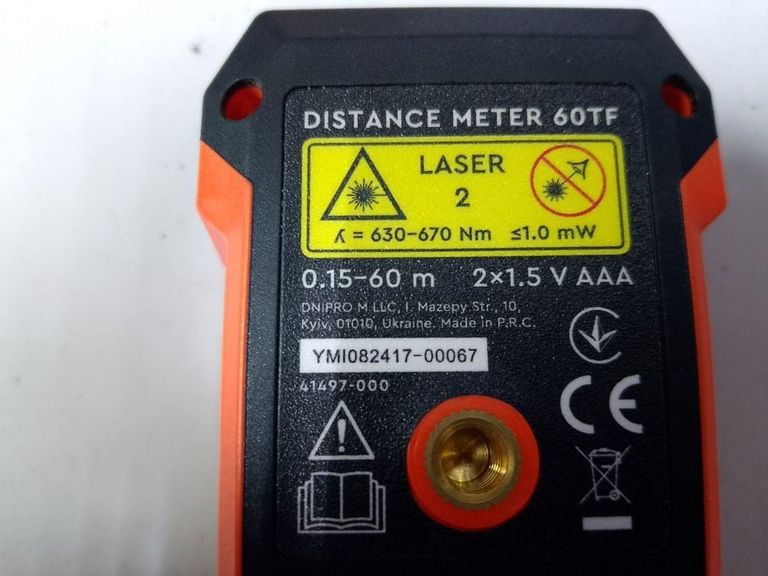 DISTANCE METER 60TF
LASER
2
ʎ = 630-670 Nm ≤1.0 mW
0.15-60 m 2×1.5 V AAA
DNIPRO M LLC, I. Mazepy Str., 10,
Kyiv, 01010, Ukraine. Made in P.R.C.
YMI082417-00067
41497-000
CE